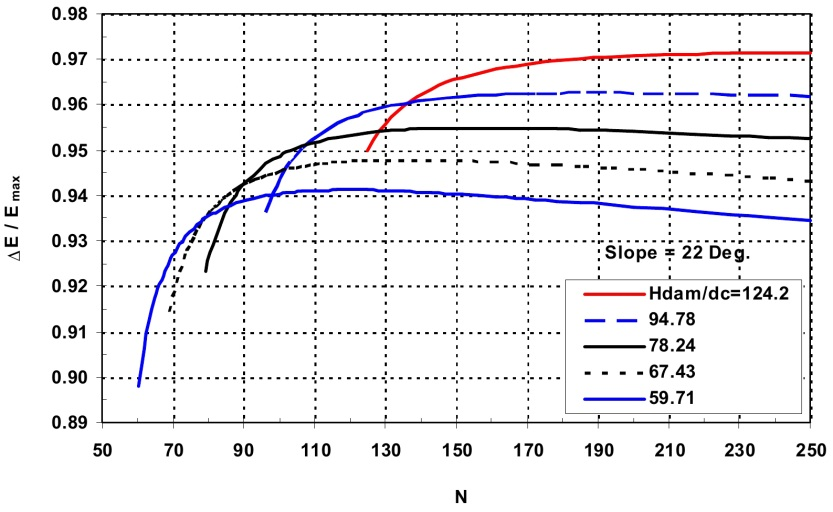 0.98
0.97
0.96
0.95
0.94
0.93
0.92
0.91
0.90
0.89
ΔE / Emax
50 70 90 110 130 150 170 190 210 230 250
N
Slope = 22 Deg.
Hdam/dc=124.2
94.78
78.24
67.43
59.71